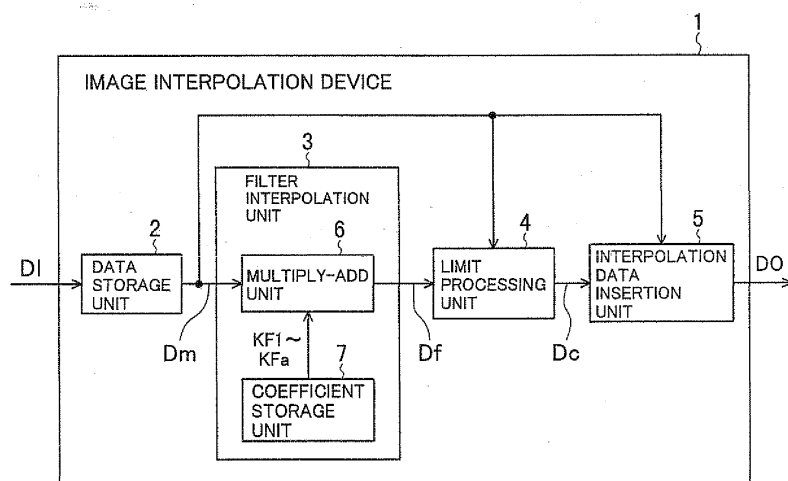 1
IMAGE INTERPOLATION DEVICE
3
FILTER
INTERPOLATION
UNIT
2
DATA
STORAGE
UNIT
6
MULTIPLY-ADD
UNIT
4
LIMIT
PROCESSING
UNIT
5
INTERPOLATION
DATA
INSERTION
UNIT
DI
DO
Dm
Df
Dc
KF1~
KFa
7
COEFFICIENT
STORAGE
UNIT